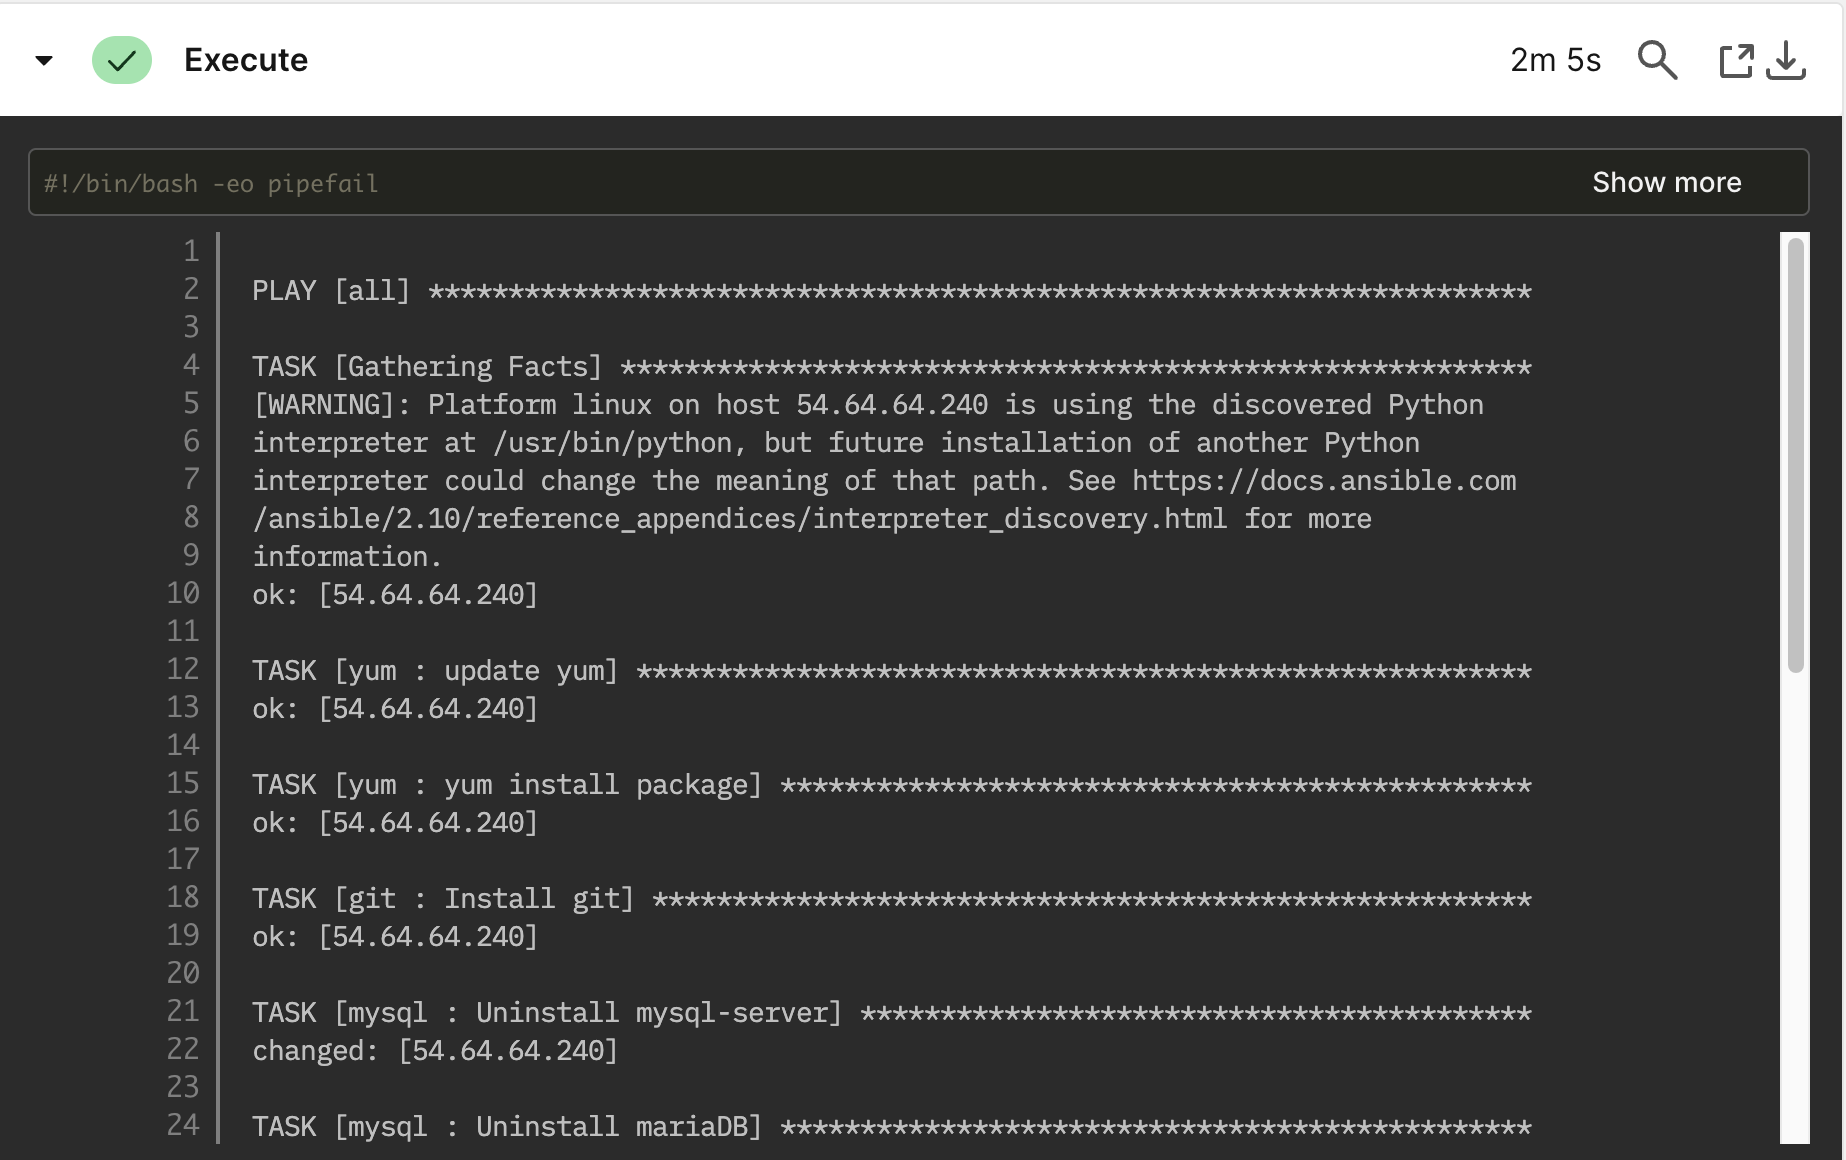 Execute 2m 5s
#!/bin/bash -eo pipefail Show more
1
2 PLAY [all] *********************************************************************
3
4 TASK [Gathering Facts] *********************************************************
5 [WARNING]: Platform linux on host 54.64.64.240 is using the discovered Python
6 interpreter at /usr/bin/python, but future installation of another Python
7 interpreter could change the meaning of that path. See https://docs.ansible.com
8 /ansible/2.10/reference_appendices/interpreter_discovery.html for more
9 information.
10 ok: [54.64.64.240]
11
12 TASK [yum : update yum] ********************************************************
13 ok: [54.64.64.240]
14
15 TASK [yum : yum install package] ***********************************************
16 ok: [54.64.64.240]
17
18 TASK [git : Install git] *******************************************************
19 ok: [54.64.64.240]
20
21 TASK [mysql : Uninstall mysql-server] ******************************************
22 changed: [54.64.64.240]
23
24 TASK [mysql : Uninstall mariaDB] ***********************************************